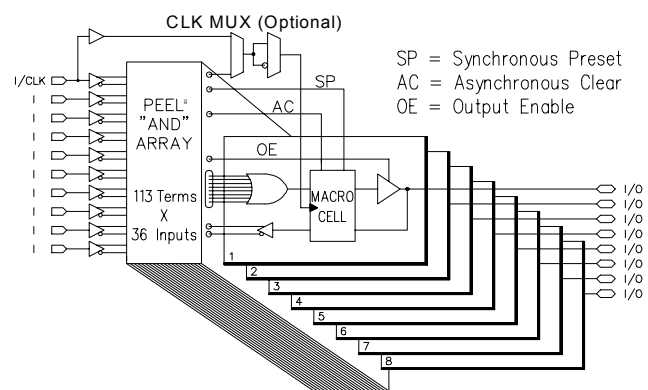 CLK MUX (Optional)
SP = Synchronous Preset
AC = Asynchronous Clear
OE = Output Enable
I/CLK
I
I
I
I
I
I
I
I
I
PEELª
"AND"
ARRAY
113 Terms
X
36 Inputs
SP
AC
OE
MACRO
CELL
1
2
3
4
5
6
7
8
I/O
I/O
I/O
I/O
I/O
I/O
I/O
I/O